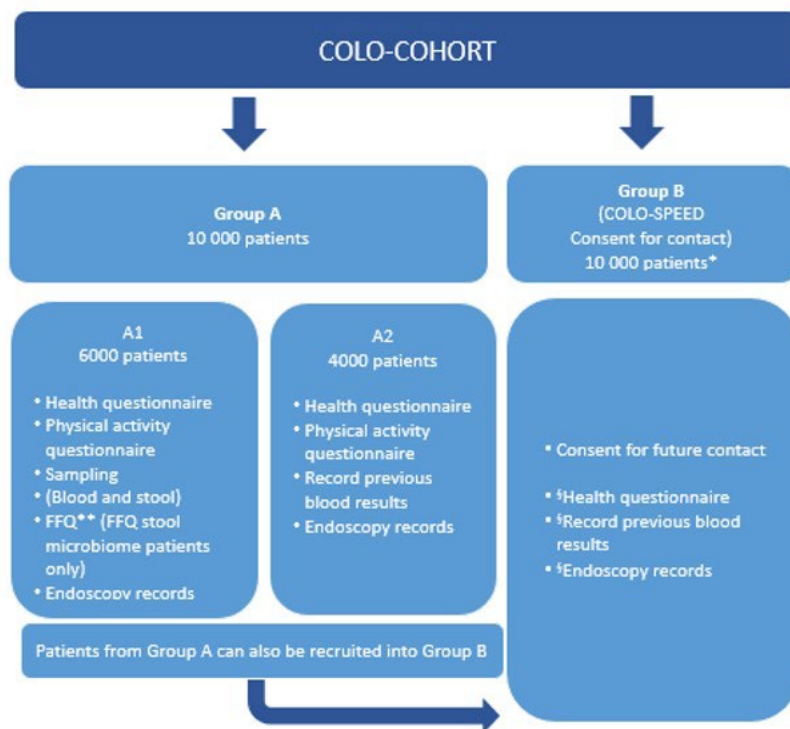 COLO-COHORT
Group A
10 000 patients
Group B
(COLO-SPEED
Consent for contact)
10 000 patients*
A1
6000 patients
• Health questionnaire
• Physical activity
questionnaire
• Sampling
• (Blood and stool)
• FFQ** (FFQ stool
microbiome patients
only)
• Endoscopy records
A2
4000 patients
• Health questionnaire
• Physical activity
questionnaire
• Record previous
blood results
• Endoscopy records
• Consent for future contact
• §Health questionnaire
• §Record previous blood
results
• §Endoscopy records
Patients from Group A can also be recruited into Group B